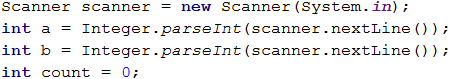 Scanner scanner = new Scanner(System.in);
int a = Integer.parseInt(scanner.nextLine());
int b = Integer.parseInt(scanner.nextLine());
int count = 0;